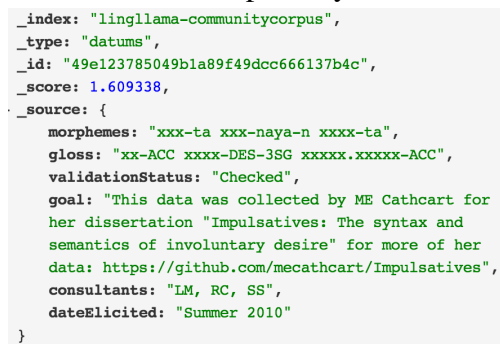 _index: "lingllama-communitycorpus",
_type: "datums",
_id: "49e123785049b1a89f49dcc666137b4c",
_score: 1.609338,
_source: {
morphemes: "xxx-ta xxx-naya-n xxxx-ta",
gloss: "xx-ACC xxxx-DES-3SG xxxxx.xxxxx-ACC",
validationStatus: "Checked",
goal: "This data was collected by ME Cathcart for
her dissertation "Impulsatives: The syntax and
semantics of involuntary desire" for more of her
data: https://github.com/mecathcart/Impulsatives",
consultants: "LM, RC, SS",
dateElicited: "Summer 2010"
}